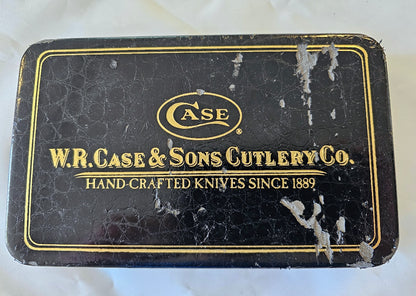 CASE
®
W.R. CASE & SONS CUTLERY CO.
HAND-CRAFTED KNIVES SINCE 1889